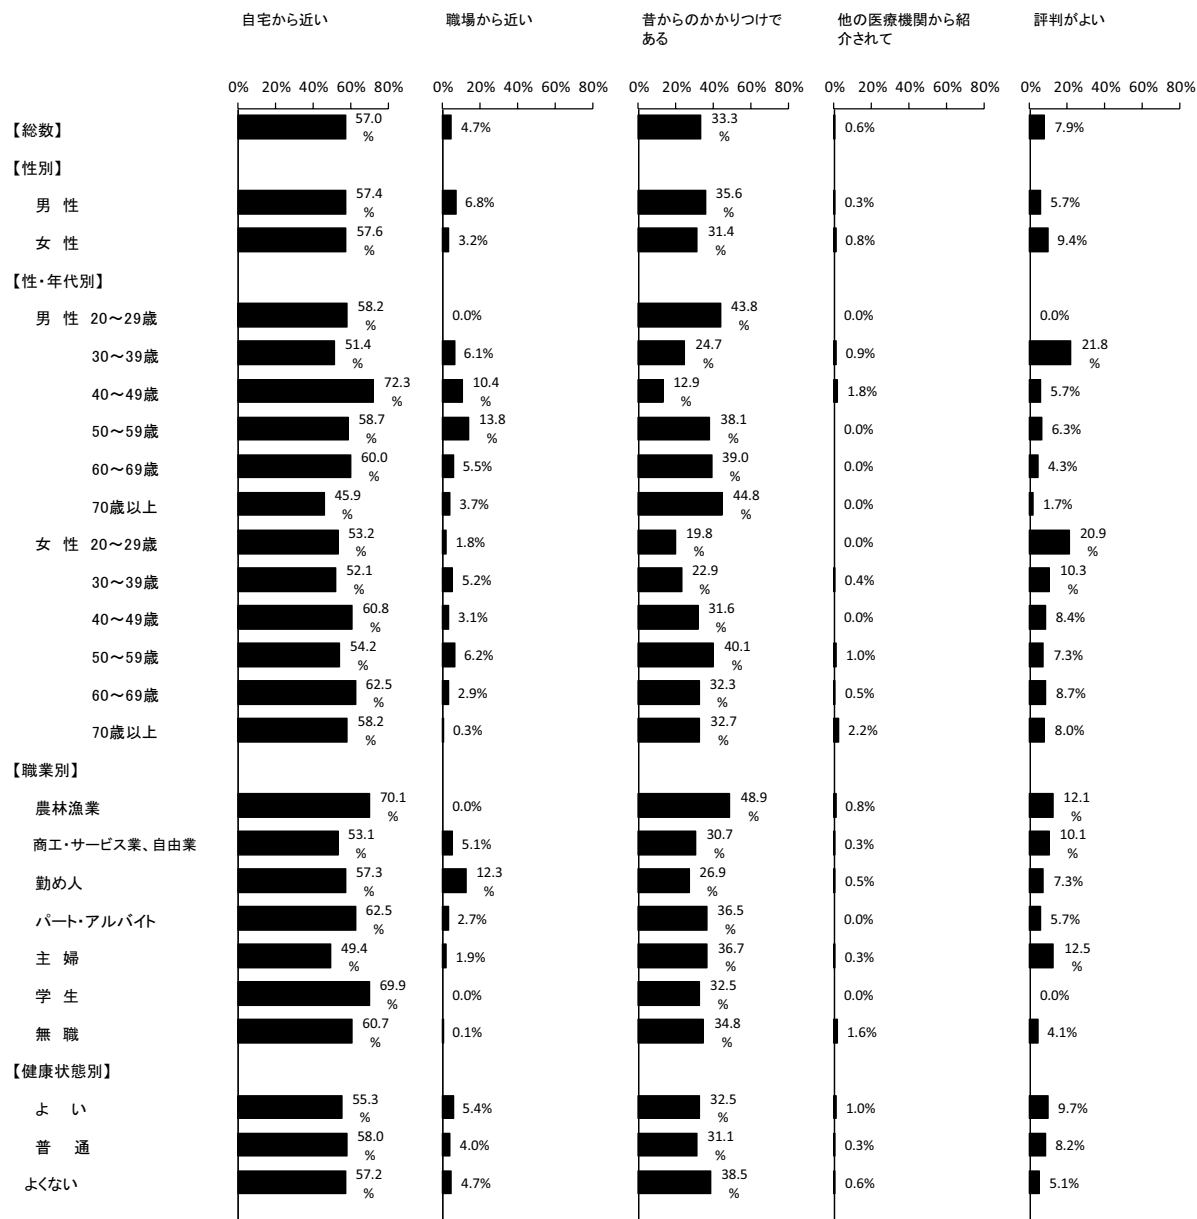 自宅から近い 職場から近い 昔からのかかりつけで 他の医療機関から紹 評判がよい
ある 介されて
0% 20% 40% 60% 80% 0% 20% 40% 60% 80% 0% 20% 40% 60% 80% 0% 20% 40% 60% 80% 0% 20% 40% 60% 80%
【総数】 57.0% 4.7% 33.3% 0.6% 7.9%
【性別】
男 性 57.4% 6.8% 35.6% 0.3% 5.7%
女 性 57.6% 3.2% 31.4% 0.8% 9.4%
【性・年代別】
男 性 20～29歳 58.2% 0.0% 43.8% 0.0% 0.0%
30～39歳 51.4% 6.1% 24.7% 0.9% 21.8%
40～49歳 72.3% 10.4% 12.9% 1.8% 5.7%
50～59歳 58.7% 13.8% 38.1% 0.0% 6.3%
60～69歳 60.0% 5.5% 39.0% 0.0% 4.3%
70歳以上 45.9% 3.7% 44.8% 0.0% 1.7%
女 性 20～29歳 53.2% 1.8% 19.8% 0.0% 20.9%
30～39歳 52.1% 5.2% 22.9% 0.4% 10.3%
40～49歳 60.8% 3.1% 31.6% 0.0% 8.4%
50～59歳 54.2% 6.2% 40.1% 1.0% 7.3%
60～69歳 62.5% 2.9% 32.3% 0.5% 8.7%
70歳以上 58.2% 0.3% 32.7% 2.2% 8.0%
【職業別】
農林漁業 70.1% 0.0% 48.9% 0.8% 12.1%
商工・サービス業、自由業 53.1% 5.1% 30.7% 0.3% 10.1%
勤め人 57.3% 12.3% 26.9% 0.5% 7.3%
パート・アルバイト 62.5% 2.7% 36.5% 0.0% 5.7%
主 婦 49.4% 1.9% 36.7% 0.3% 12.5%
学 生 69.9% 0.0% 32.5% 0.0% 0.0%
無 職 60.7% 0.1% 34.8% 1.6% 4.1%
【健康状態別】
よ い 55.3% 5.4% 32.5% 1.0% 9.7%
普 通 58.0% 4.0% 31.1% 0.3% 8.2%
よくない 57.2% 4.7% 38.5% 0.6% 5.1%